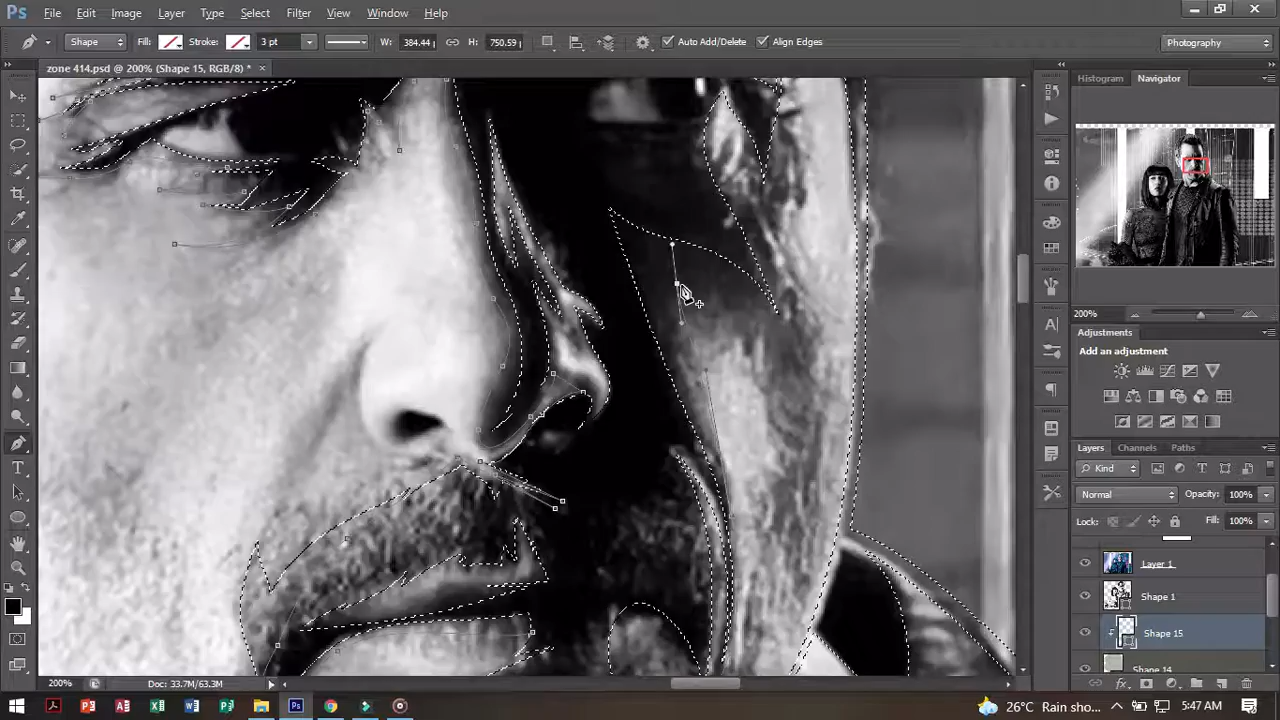 Ps File Edit Image Layer Type Select Filter View Window Help
Shape Fill: Stroke: 3 pt W: 384.44 H: 750.59 Auto Add/Delete Align Edges Photography
zone 414.psd @ 200% (Shape 15, RGB/8) *
Histogram Navigator
200%
Adjustments
Add an adjustment
Layers Channels Paths
Kind
Normal Opacity: 100%
Lock: Fill: 100%
Layer 1
Shape 1
Shape 15
Shape 14
200% Doc: 33.7M/63.3M
26°C Rain sho... 5:47 AM